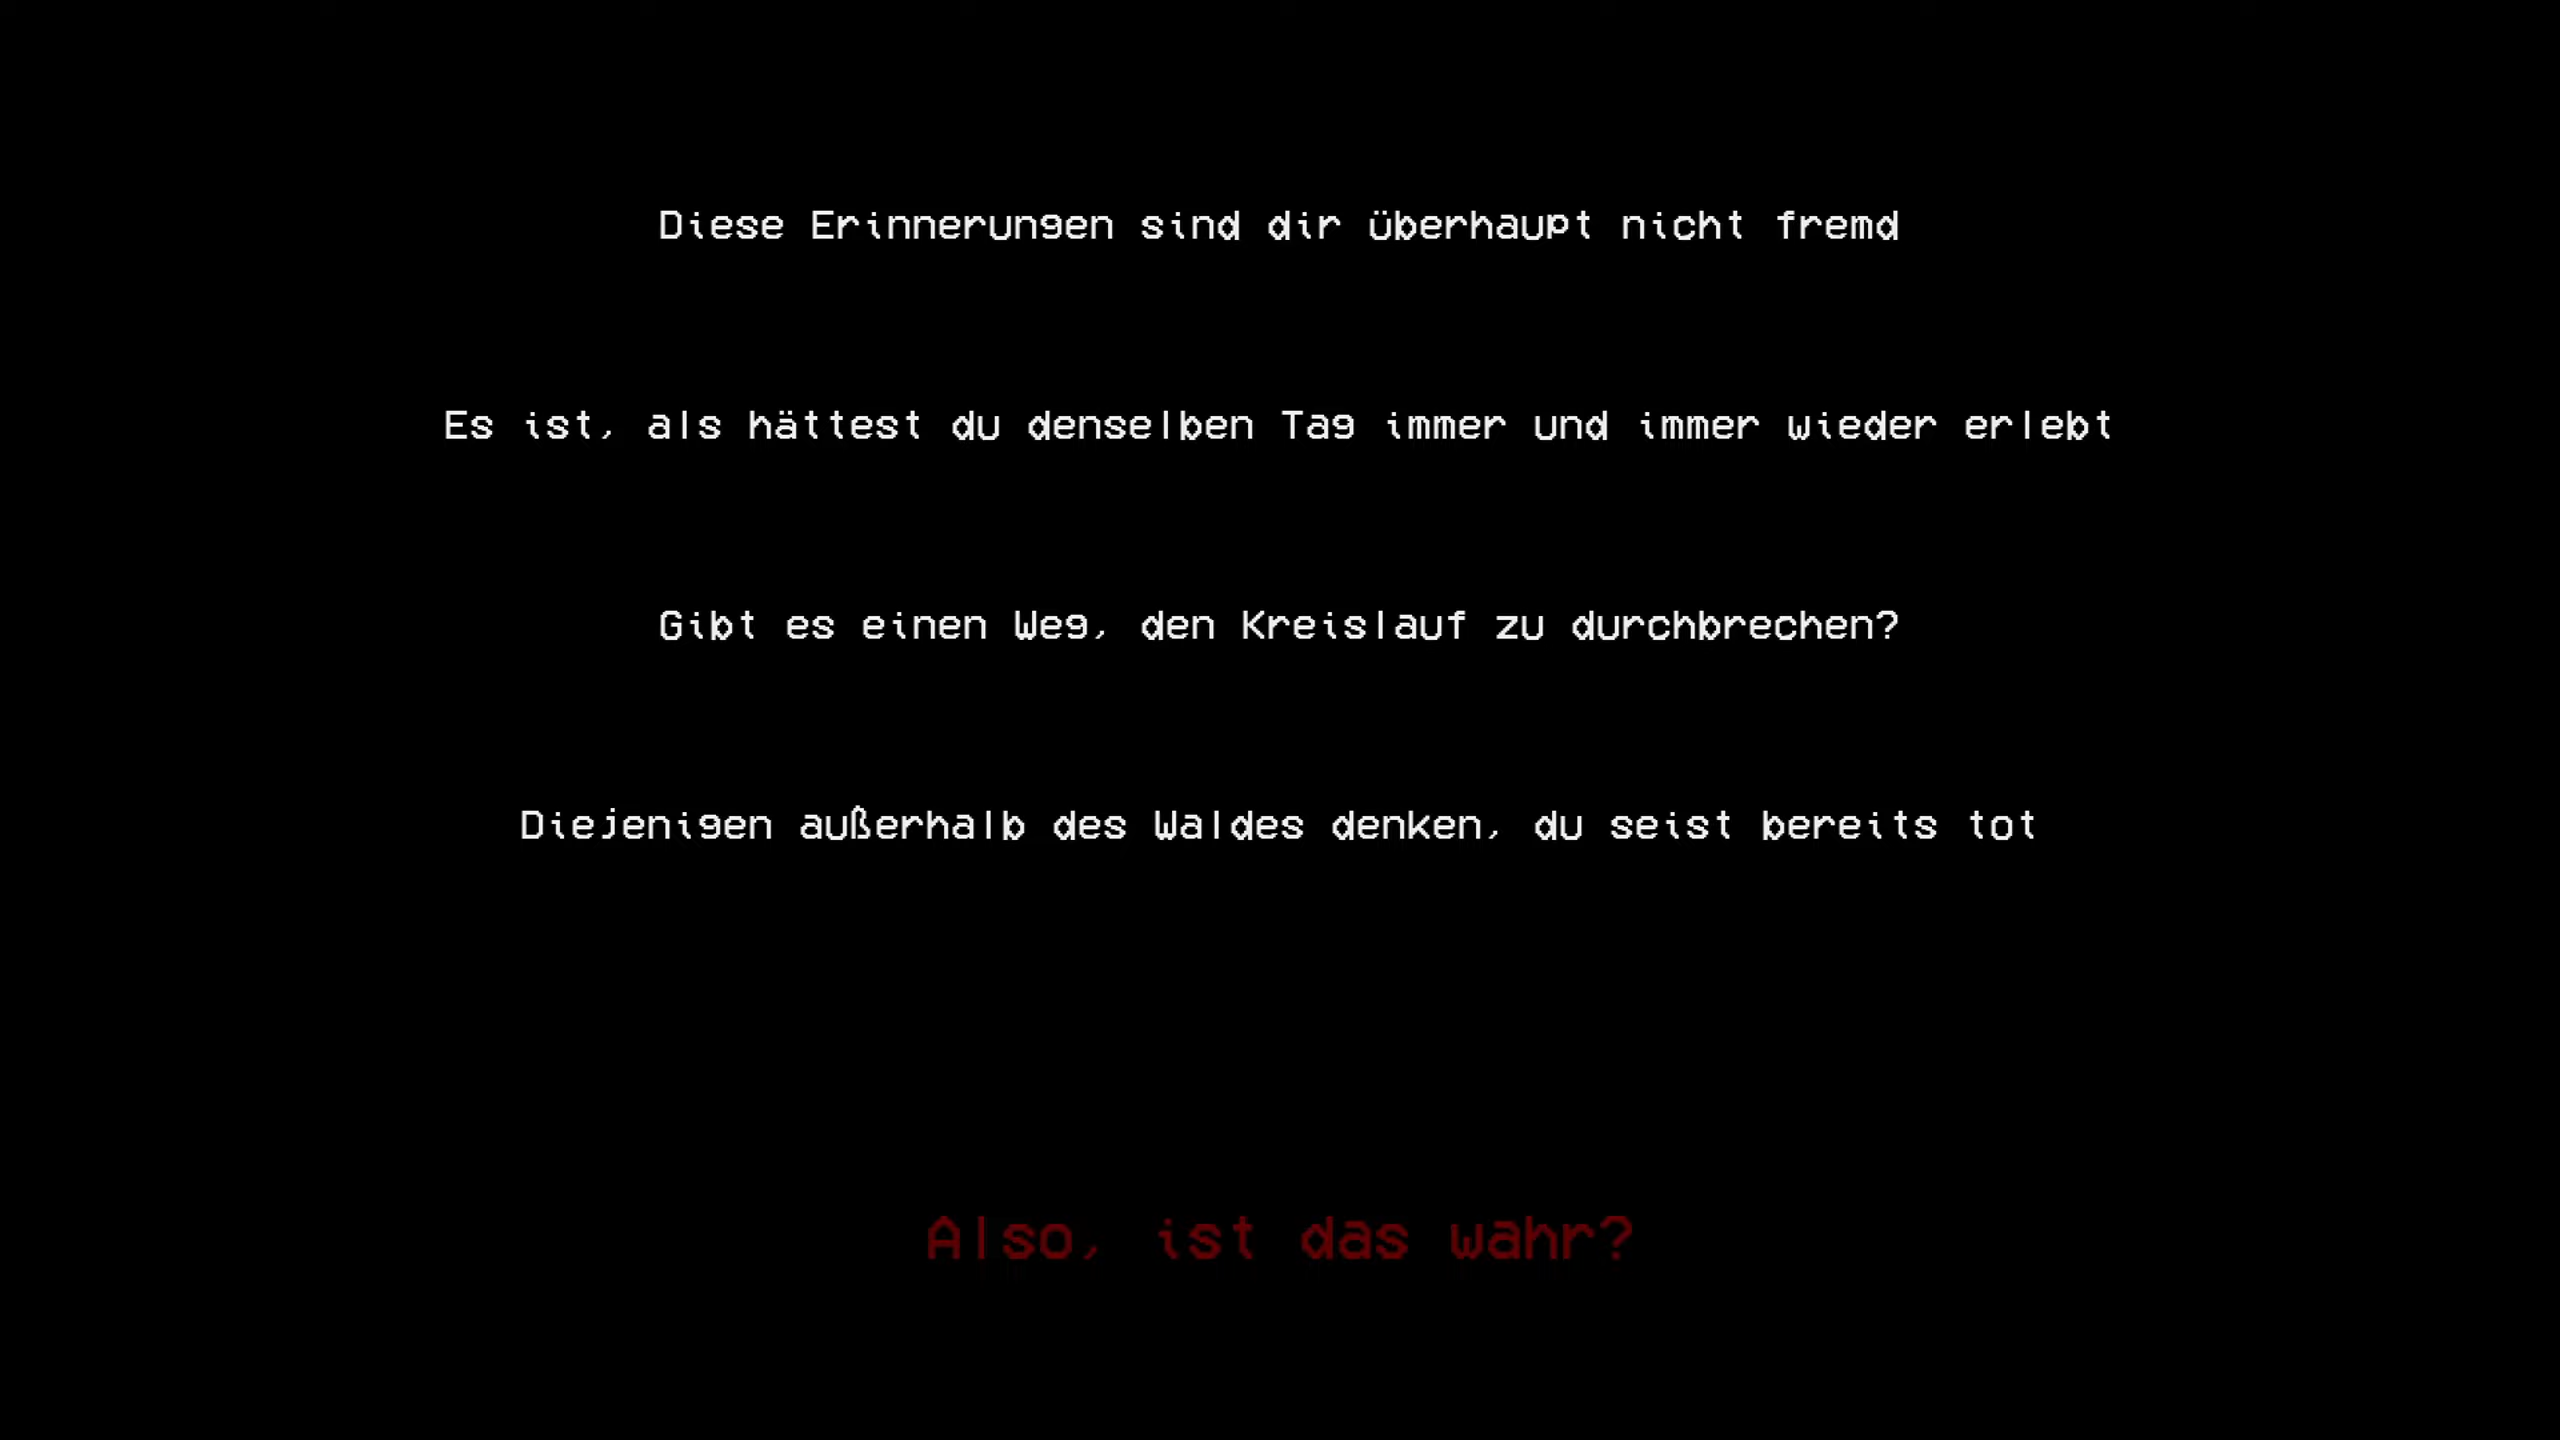 Diese Erinnerungen sind dir überhaupt nicht fremd
Es ist, als hättest du denselben Tag immer und immer wieder erlebt
Gibt es einen Weg, den Kreislauf zu durchbrechen?
Diejenigen außerhalb des Waldes denken, du seist bereits tot
Also, ist das wahr?